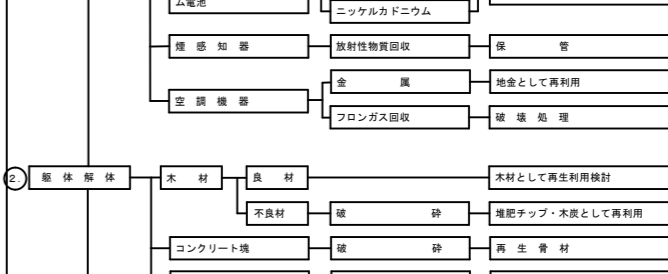 ム電池
ニッケルカドニウム
煙感知器 放射性物質回収 保管
空調機器 金属 地金として再利用
フロンガス回収 破壊処理
2. 躯体解体 木材 良材 木材として再生利用検討
不良材 破砕 堆肥チップ・木炭として再利用
コンクリート塊 破砕 再生骨材